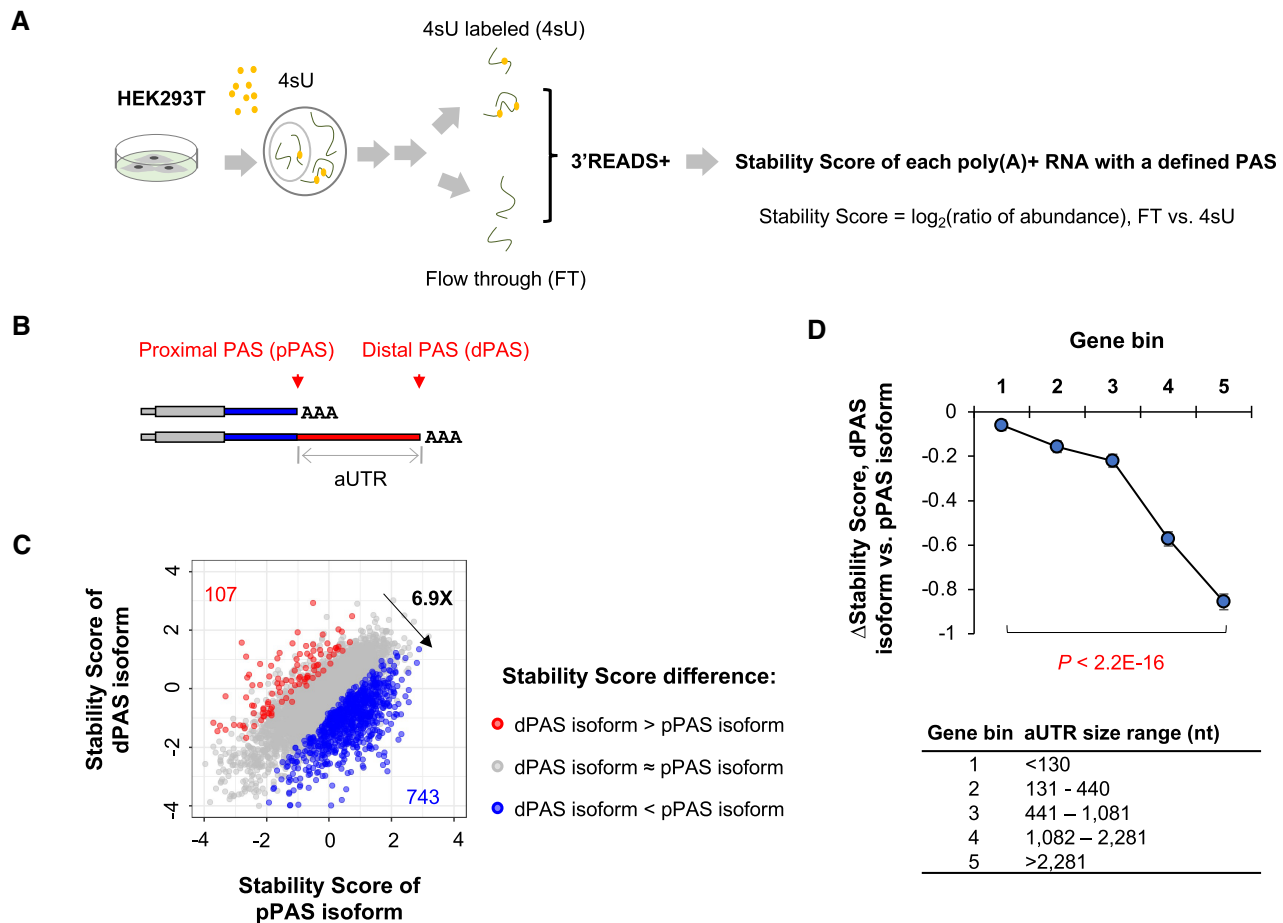 A
4sU labeled (4sU)
4sU
HEK293T
3'READS+
Stability Score of each poly(A)+ RNA with a defined PAS
Stability Score = log2(ratio of abundance), FT vs. 4sU
Flow through (FT)
B
Proximal PAS (pPAS)
Distal PAS (dPAS)
AAA
AAA
aUTR
C
Stability Score of
dPAS isoform
4
2
0
-2
-4
107
6.9X
743
-4
-2
0
2
4
Stability Score of
pPAS isoform
Stability Score difference:
dPAS isoform > pPAS isoform
dPAS isoform ≈ pPAS isoform
dPAS isoform < pPAS isoform
D
Gene bin
1
2
3
4
5
ΔStability Score, dPAS
isoform vs. pPAS isoform
0
-0.2
-0.4
-0.6
-0.8
-1
P < 2.2E-16
Gene bin aUTR size range (nt)
1 <130
2 131 - 440
3 441 – 1,081
4 1,082 – 2,281
5 >2,281